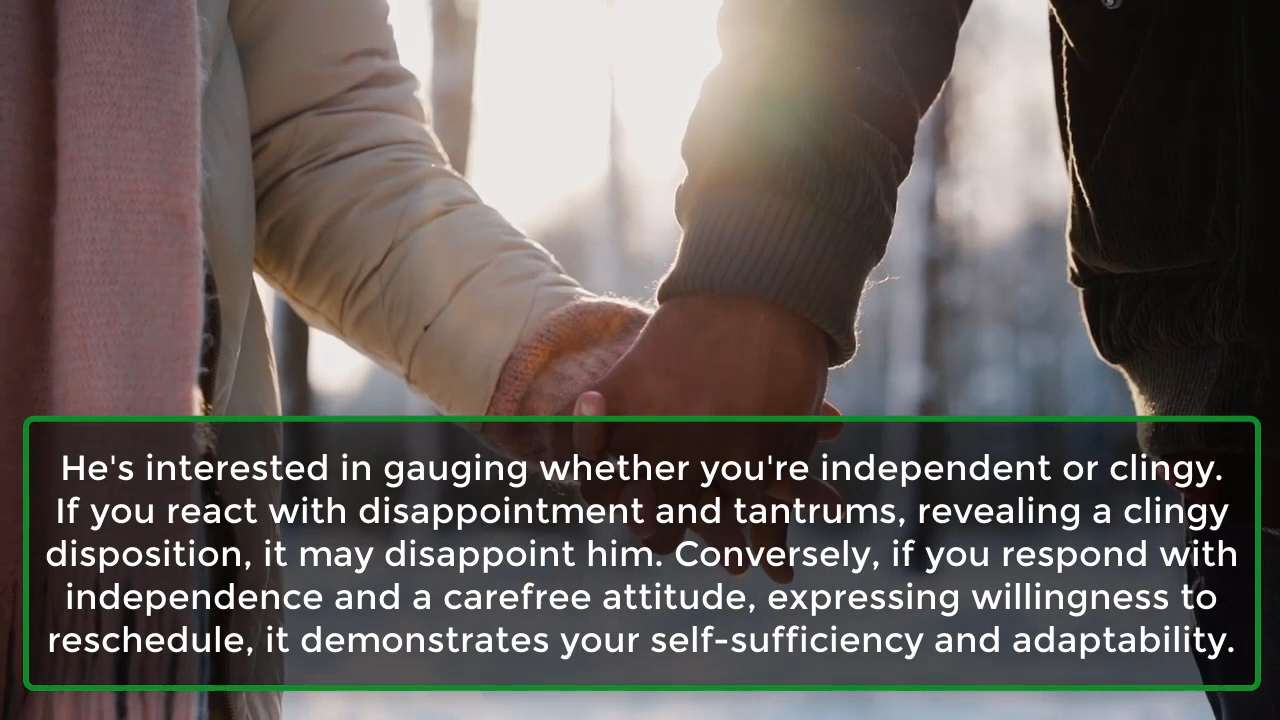 He's interested in gauging whether you're independent or clingy.
If you react with disappointment and tantrums, revealing a clingy
disposition, it may disappoint him. Conversely, if you respond with
independence and a carefree attitude, expressing willingness to
reschedule, it demonstrates your self-sufficiency and adaptability.